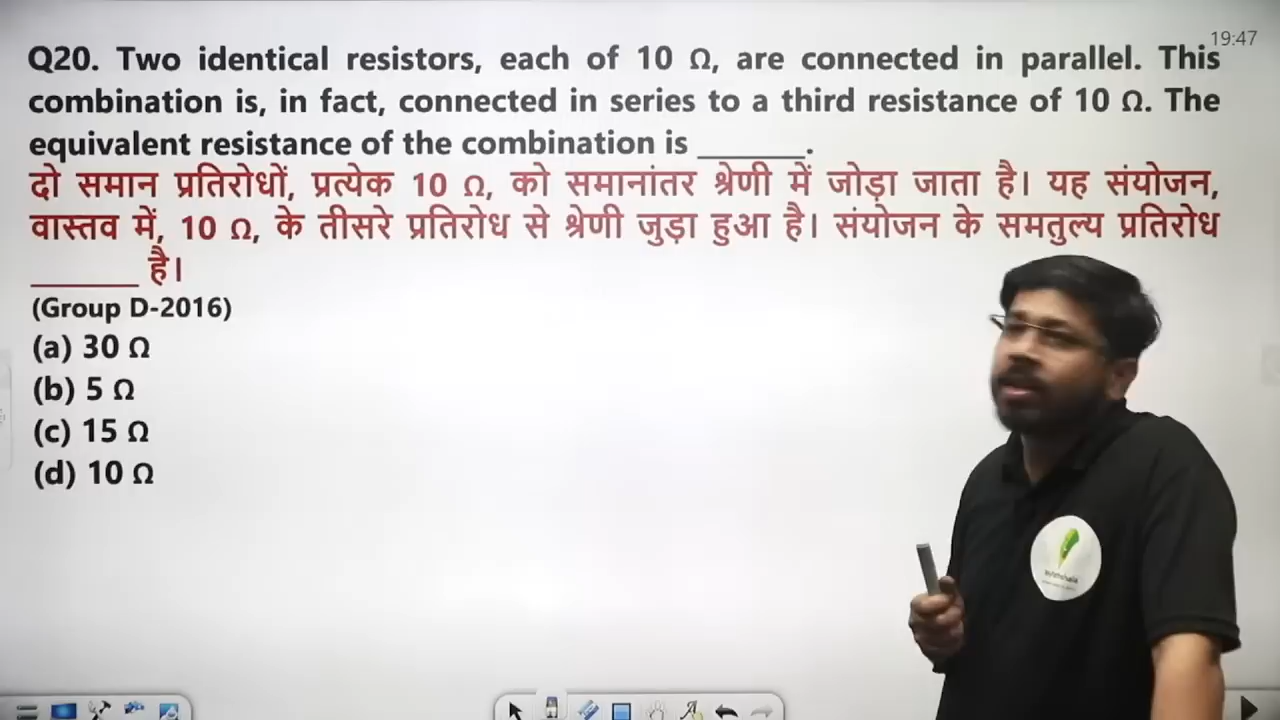 19:47
Q20. Two identical resistors, each of 10 Ω, are connected in parallel. This
combination is, in fact, connected in series to a third resistance of 10 Ω. The
equivalent resistance of the combination is ______.
दो समान प्रतिरोधों, प्रत्येक 10 Ω, को समानांतर श्रेणी में जोड़ा जाता है। यह संयोजन,
वास्तव में, 10 Ω, के तीसरे प्रतिरोध से श्रेणी जुड़ा हुआ है। संयोजन के समतुल्य प्रतिरोध
______ है।
(Group D-2016)
(a) 30 Ω
(b) 5 Ω
(c) 15 Ω
(d) 10 Ω